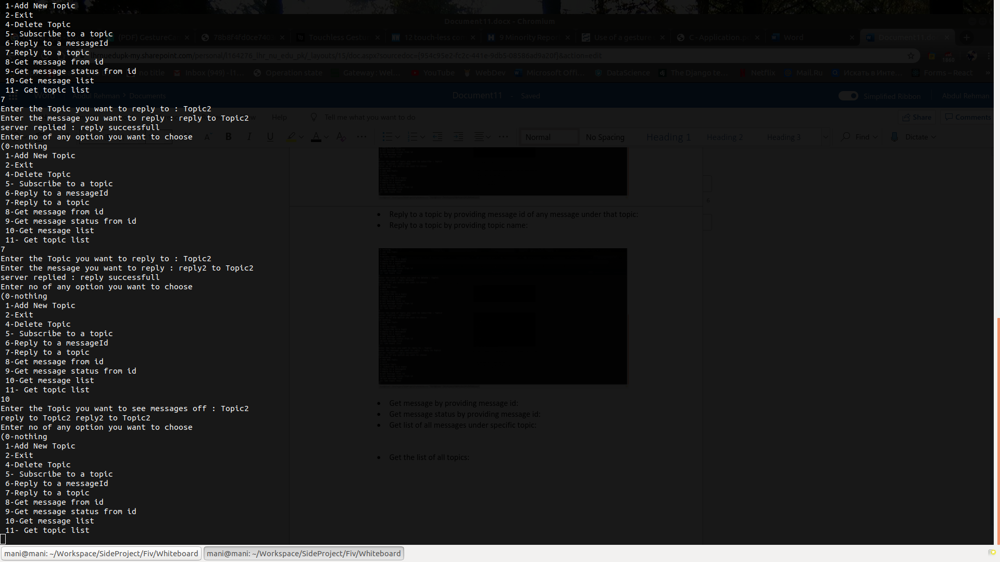 1-Add New Topic
2-Exit
4-Delete Topic
5- Subscribe to a topic
6-Reply to a messageId
7-Reply to a topic
8-Get message from id
9-Get message status from id
10-Get message list
11- Get topic list
7
Enter the Topic you want to reply to : Topic2
Enter the message you want to reply : reply to Topic2
server replied : reply successfull
Enter no of any option you want to choose
(0-nothing
1-Add New Topic
2-Exit
4-Delete Topic
5- Subscribe to a topic
6-Reply to a messageId
7-Reply to a topic
8-Get message from id
9-Get message status from id
10-Get message list
11- Get topic list
7
Enter the Topic you want to reply to : Topic2
Enter the message you want to reply : reply2 to Topic2
server replied : reply successfull
Enter no of any option you want to choose
(0-nothing
1-Add New Topic
2-Exit
4-Delete Topic
5- Subscribe to a topic
6-Reply to a messageId
7-Reply to a topic
8-Get message from id
9-Get message status from id
10-Get message list
11- Get topic list
10
Enter the Topic you want to see messages off : Topic2
reply to Topic2 reply2 to Topic2
Enter no of any option you want to choose
(0-nothing
1-Add New Topic
2-Exit
4-Delete Topic
5- Subscribe to a topic
6-Reply to a messageId
7-Reply to a topic
8-Get message from id
9-Get message status from id
10-Get message list
11- Get topic list
mani@mani: ~/Workspace/SideProject/Fiv/Whiteboard mani@mani: ~/Workspace/SideProject/Fiv/Whiteboard
Document11.docx - Chromium
(PDF) GestureCa 78b8f4fd0ce740 Touchless Gestu 12 touch-less co 9 Minority Repor Use of a gesture C - Application.p Word Document11.do
lhrnuedupk-my.sharepoint.com/personal/l164276_lhr_nu_edu_pk/_layouts/15/doc.aspx?sourcedoc={954c95e2-fc2c-441e-9db5-08586ad9a20f}&action=edit
no title Inbox (949) - l1... Operation state Gateway: Wel... YouTube WebDev Microsoft Offi... DataScience The Django te... Netflix Mail.Ru Искать в Инте... Forms – React »
Word Abdul Rehman > Documents Document11 - Saved Simplified Ribbon Abdul Rehman
Help Tell me what you want to do Share Comments
B I U A Normal No Spacing Heading 1 Heading 2 Heading 3 Find Dictate
6
• Reply to a topic by providing message id of any message under that topic:
• Reply to a topic by providing topic name:
• Get message by providing message id:
• Get message status by providing message id:
• Get list of all messages under specific topic:
• Get the list of all topics: